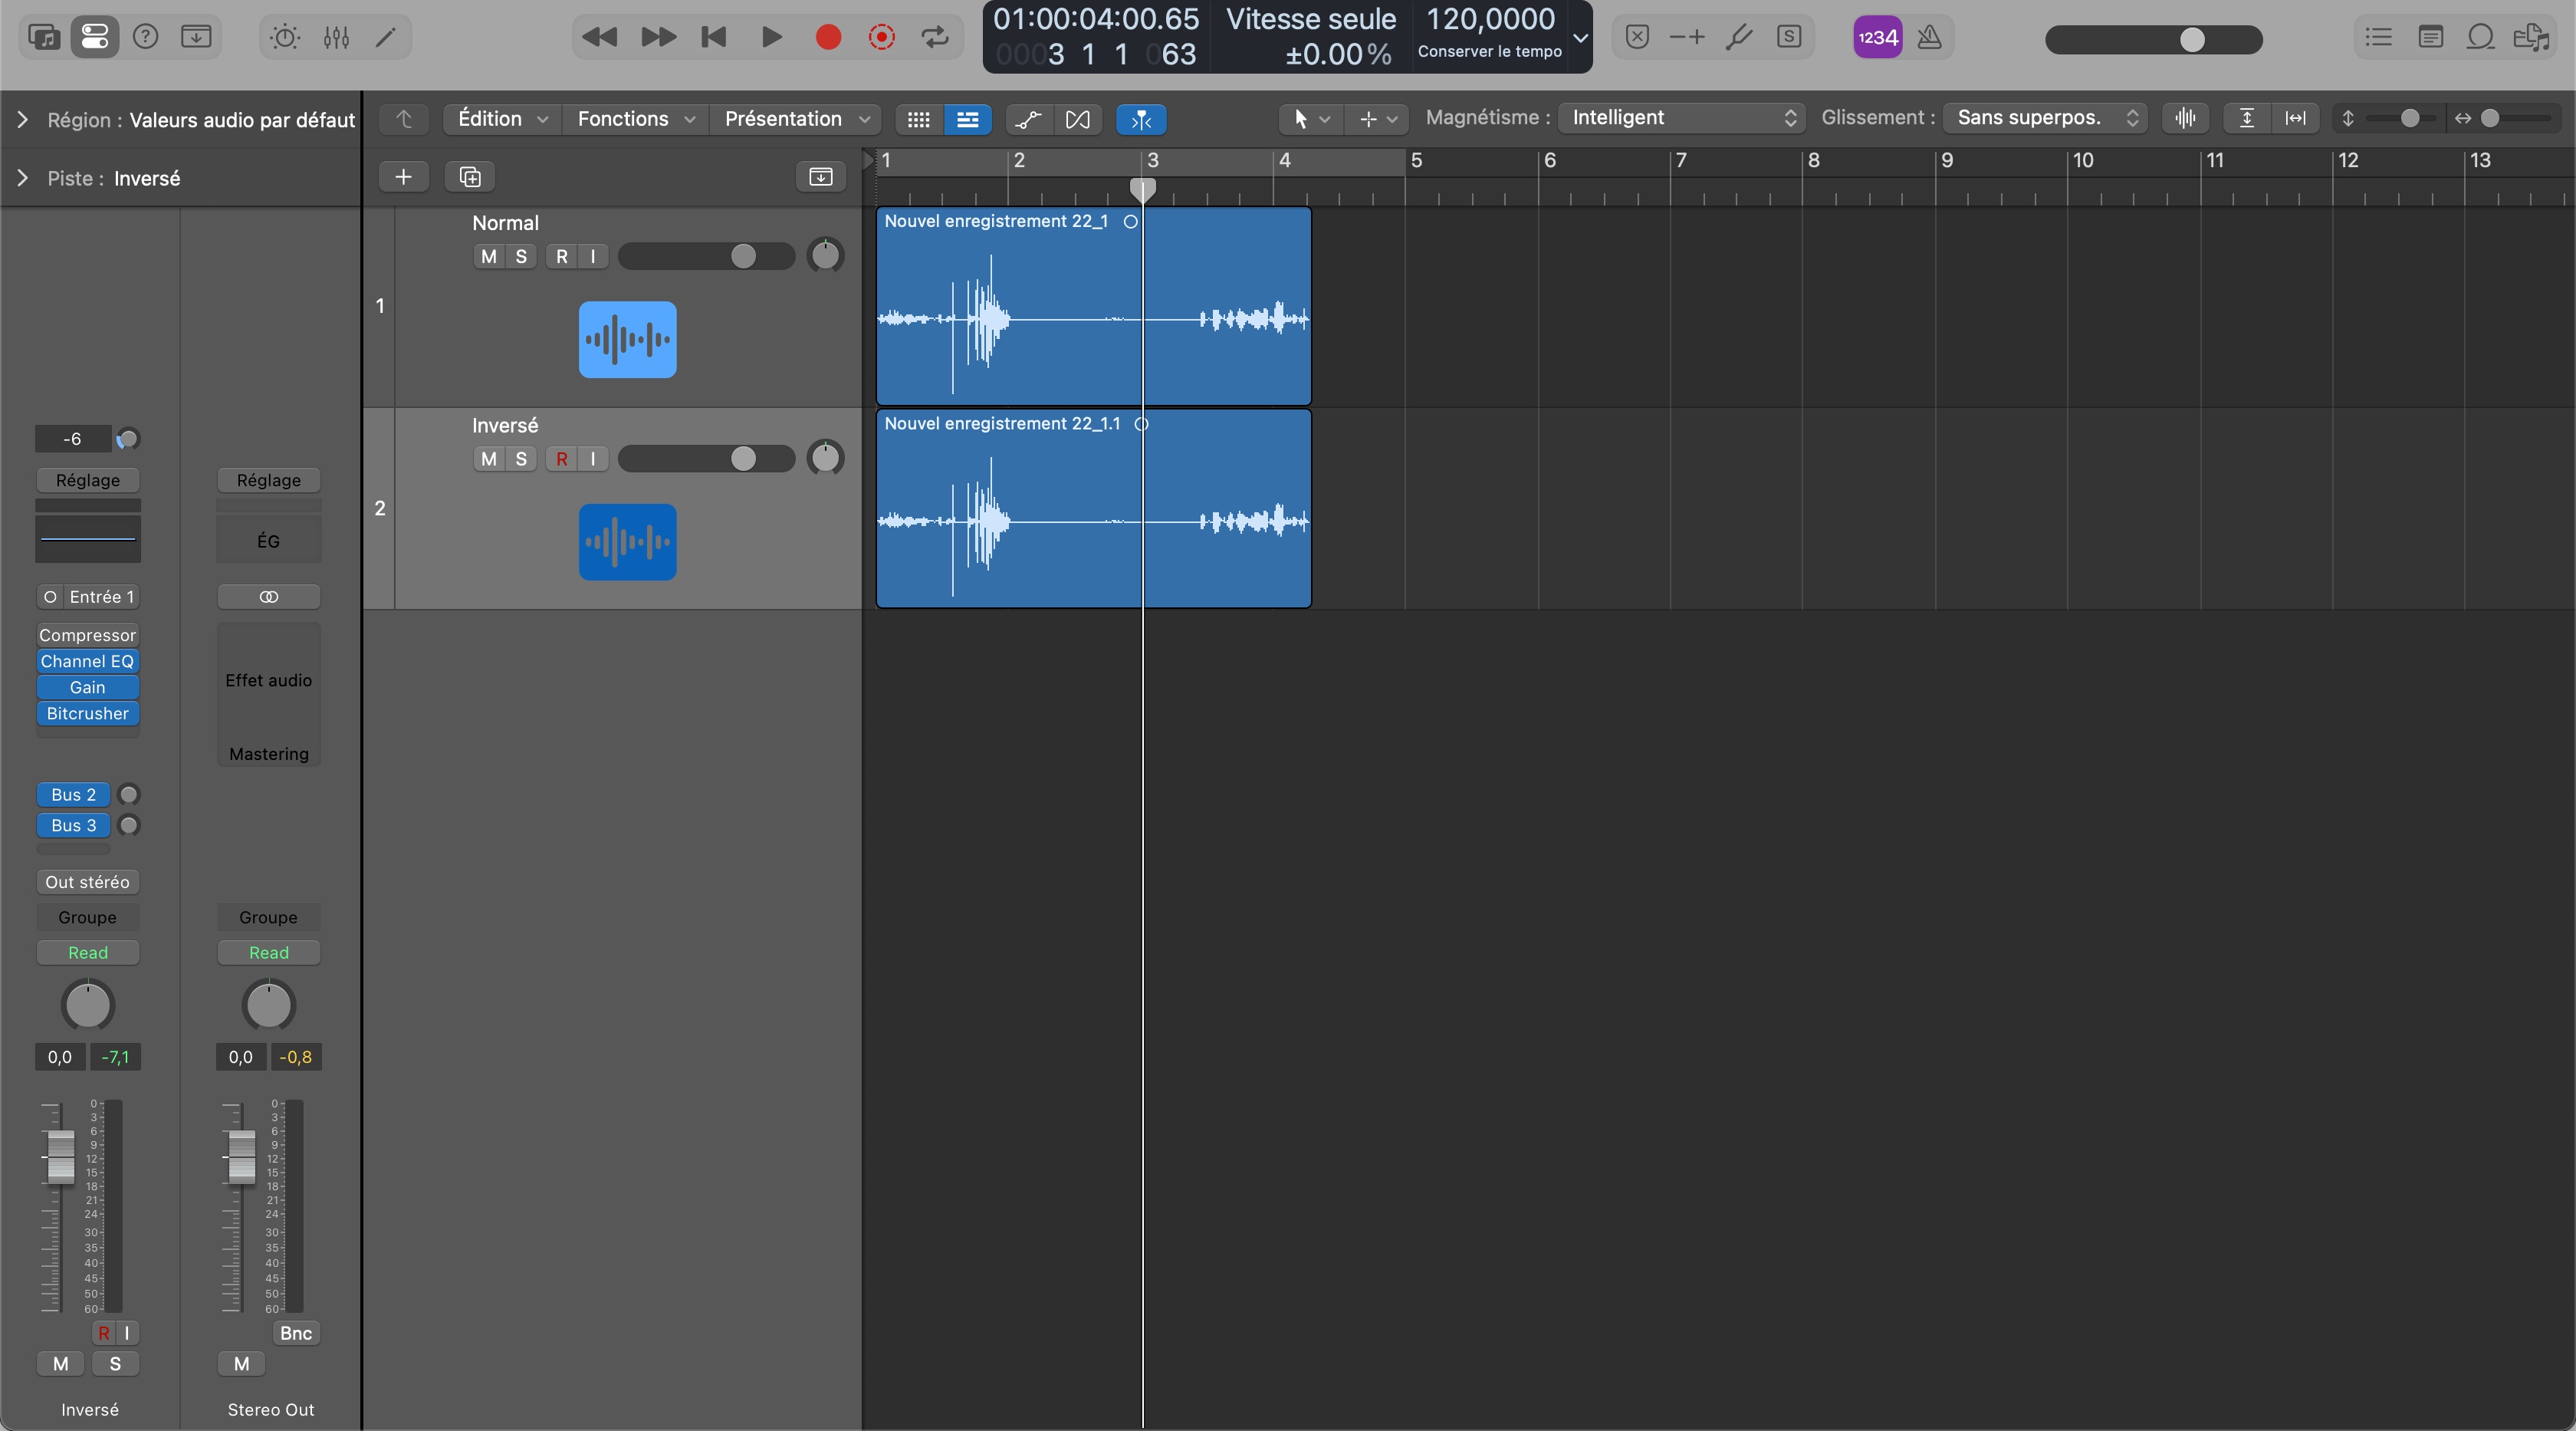 1234
01:00:04:00.65
Vitesse seule
120,0000
0003 1 1 063
±0.00 %
Conserver le tempo
S
Région : Valeurs audio par défaut
Édition
Fonctions
Présentation
Magnétisme : Intelligent
Glissement : Sans superpos.
Piste : Inversé
1 2 3 4 5 6 7 8 9 10 11 12 13
1
Normal
M S R I
Nouvel enregistrement 22_1
2
Inversé
M S R I
Nouvel enregistrement 22_1.1
-6
Réglage
Entrée 1
Compressor
Channel EQ
Gain
Bitcrusher
Bus 2
Bus 3
Out stéréo
Groupe
Read
0,0 -7,1
0
3
6
9
12
15
18
21
24
30
35
40
45
50
60
R I
M S
Inversé
Réglage
ÉG
Effet audio
Mastering
Groupe
Read
0,0 -0,8
0
3
6
9
12
15
18
21
24
30
35
40
45
50
60
Bnc
M
Stereo Out